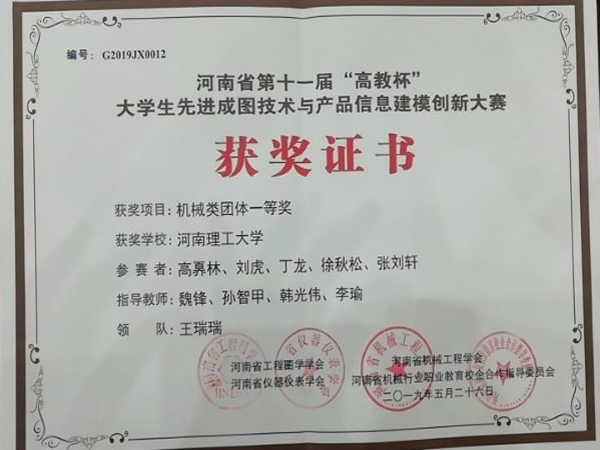 编号：G2019JX0012
河南省第十一届“高教杯”
大学生先进成图技术与产品信息建模创新大赛
获奖证书
获奖项目：机械类团体一等奖
获奖学校：河南理工大学
参赛者：高奡林、刘虎、丁龙、徐秋松、张刘轩
指导教师：魏锋、孙智甲、韩光伟、李瑜
领队：王瑞瑞
河南省工程图学学会 河南省机械工程学会
河南省仪器仪表学会 河南省机械行业职业教育校企合作指导委员会
二〇一九年五月二十六日